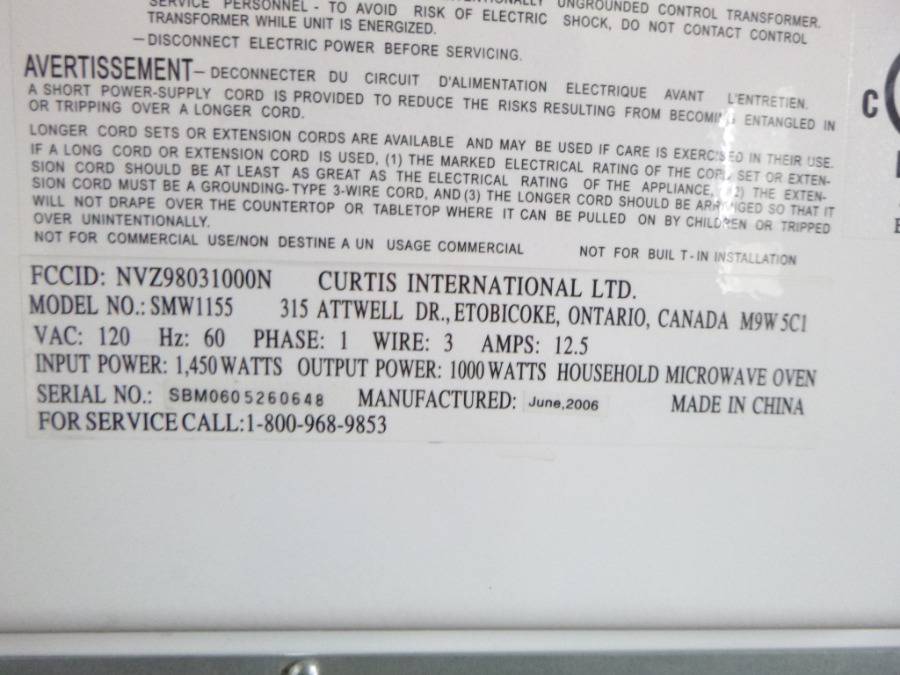 SERVICE PERSONNEL - TO AVOID RISK OF ELECTRIC SHOCK, DO NOT CONTACT CONTROL
UNGROUNDED CONTROL TRANSFORMER.
TRANSFORMER WHILE UNIT IS ENERGIZED.
— DISCONNECT ELECTRIC POWER BEFORE SERVICING.
AVERTISSEMENT — DECONNECTER DU CIRCUIT D'ALIMENTATION ELECTRIQUE AVANT L'ENTRETIEN.
A SHORT POWER-SUPPLY CORD IS PROVIDED TO REDUCE THE RISKS RESULTING FROM BECOMING ENTANGLED IN
OR TRIPPING OVER A LONGER CORD.
LONGER CORD SETS OR EXTENSION CORDS ARE AVAILABLE AND MAY BE USED IF CARE IS EXERCISED IN THEIR USE.
IF A LONG CORD OR EXTENSION CORD IS USED, (1) THE MARKED ELECTRICAL RATING OF THE CORD SET OR EXTEN-
SION CORD SHOULD BE AT LEAST AS GREAT AS THE ELECTRICAL RATING OF THE APPLIANCE, (2) THE EXTEN-
SION CORD MUST BE A GROUNDING-TYPE 3-WIRE CORD, AND (3) THE LONGER CORD SHOULD BE ARRANGED SO THAT IT
WILL NOT DRAPE OVER THE COUNTERTOP OR TABLETOP WHERE IT CAN BE PULLED ON BY CHILDREN OR TRIPPED
OVER UNINTENTIONALLY.
NOT FOR COMMERCIAL USE/NON DESTINE A UN USAGE COMMERCIAL NOT FOR BUILT-IN INSTALLATION
C
FCCID: NVZ98031000N CURTIS INTERNATIONAL LTD.
MODEL NO.: SMW1155 315 ATTWELL DR., ETOBICOKE, ONTARIO, CANADA M9W 5C1
VAC: 120 Hz: 60 PHASE: 1 WIRE: 3 AMPS: 12.5
INPUT POWER: 1,450 WATTS OUTPUT POWER: 1000 WATTS HOUSEHOLD MICROWAVE OVEN
SERIAL NO.: SBM0605260648 MANUFACTURED: June,2006 MADE IN CHINA
FOR SERVICE CALL:1-800-968-9853